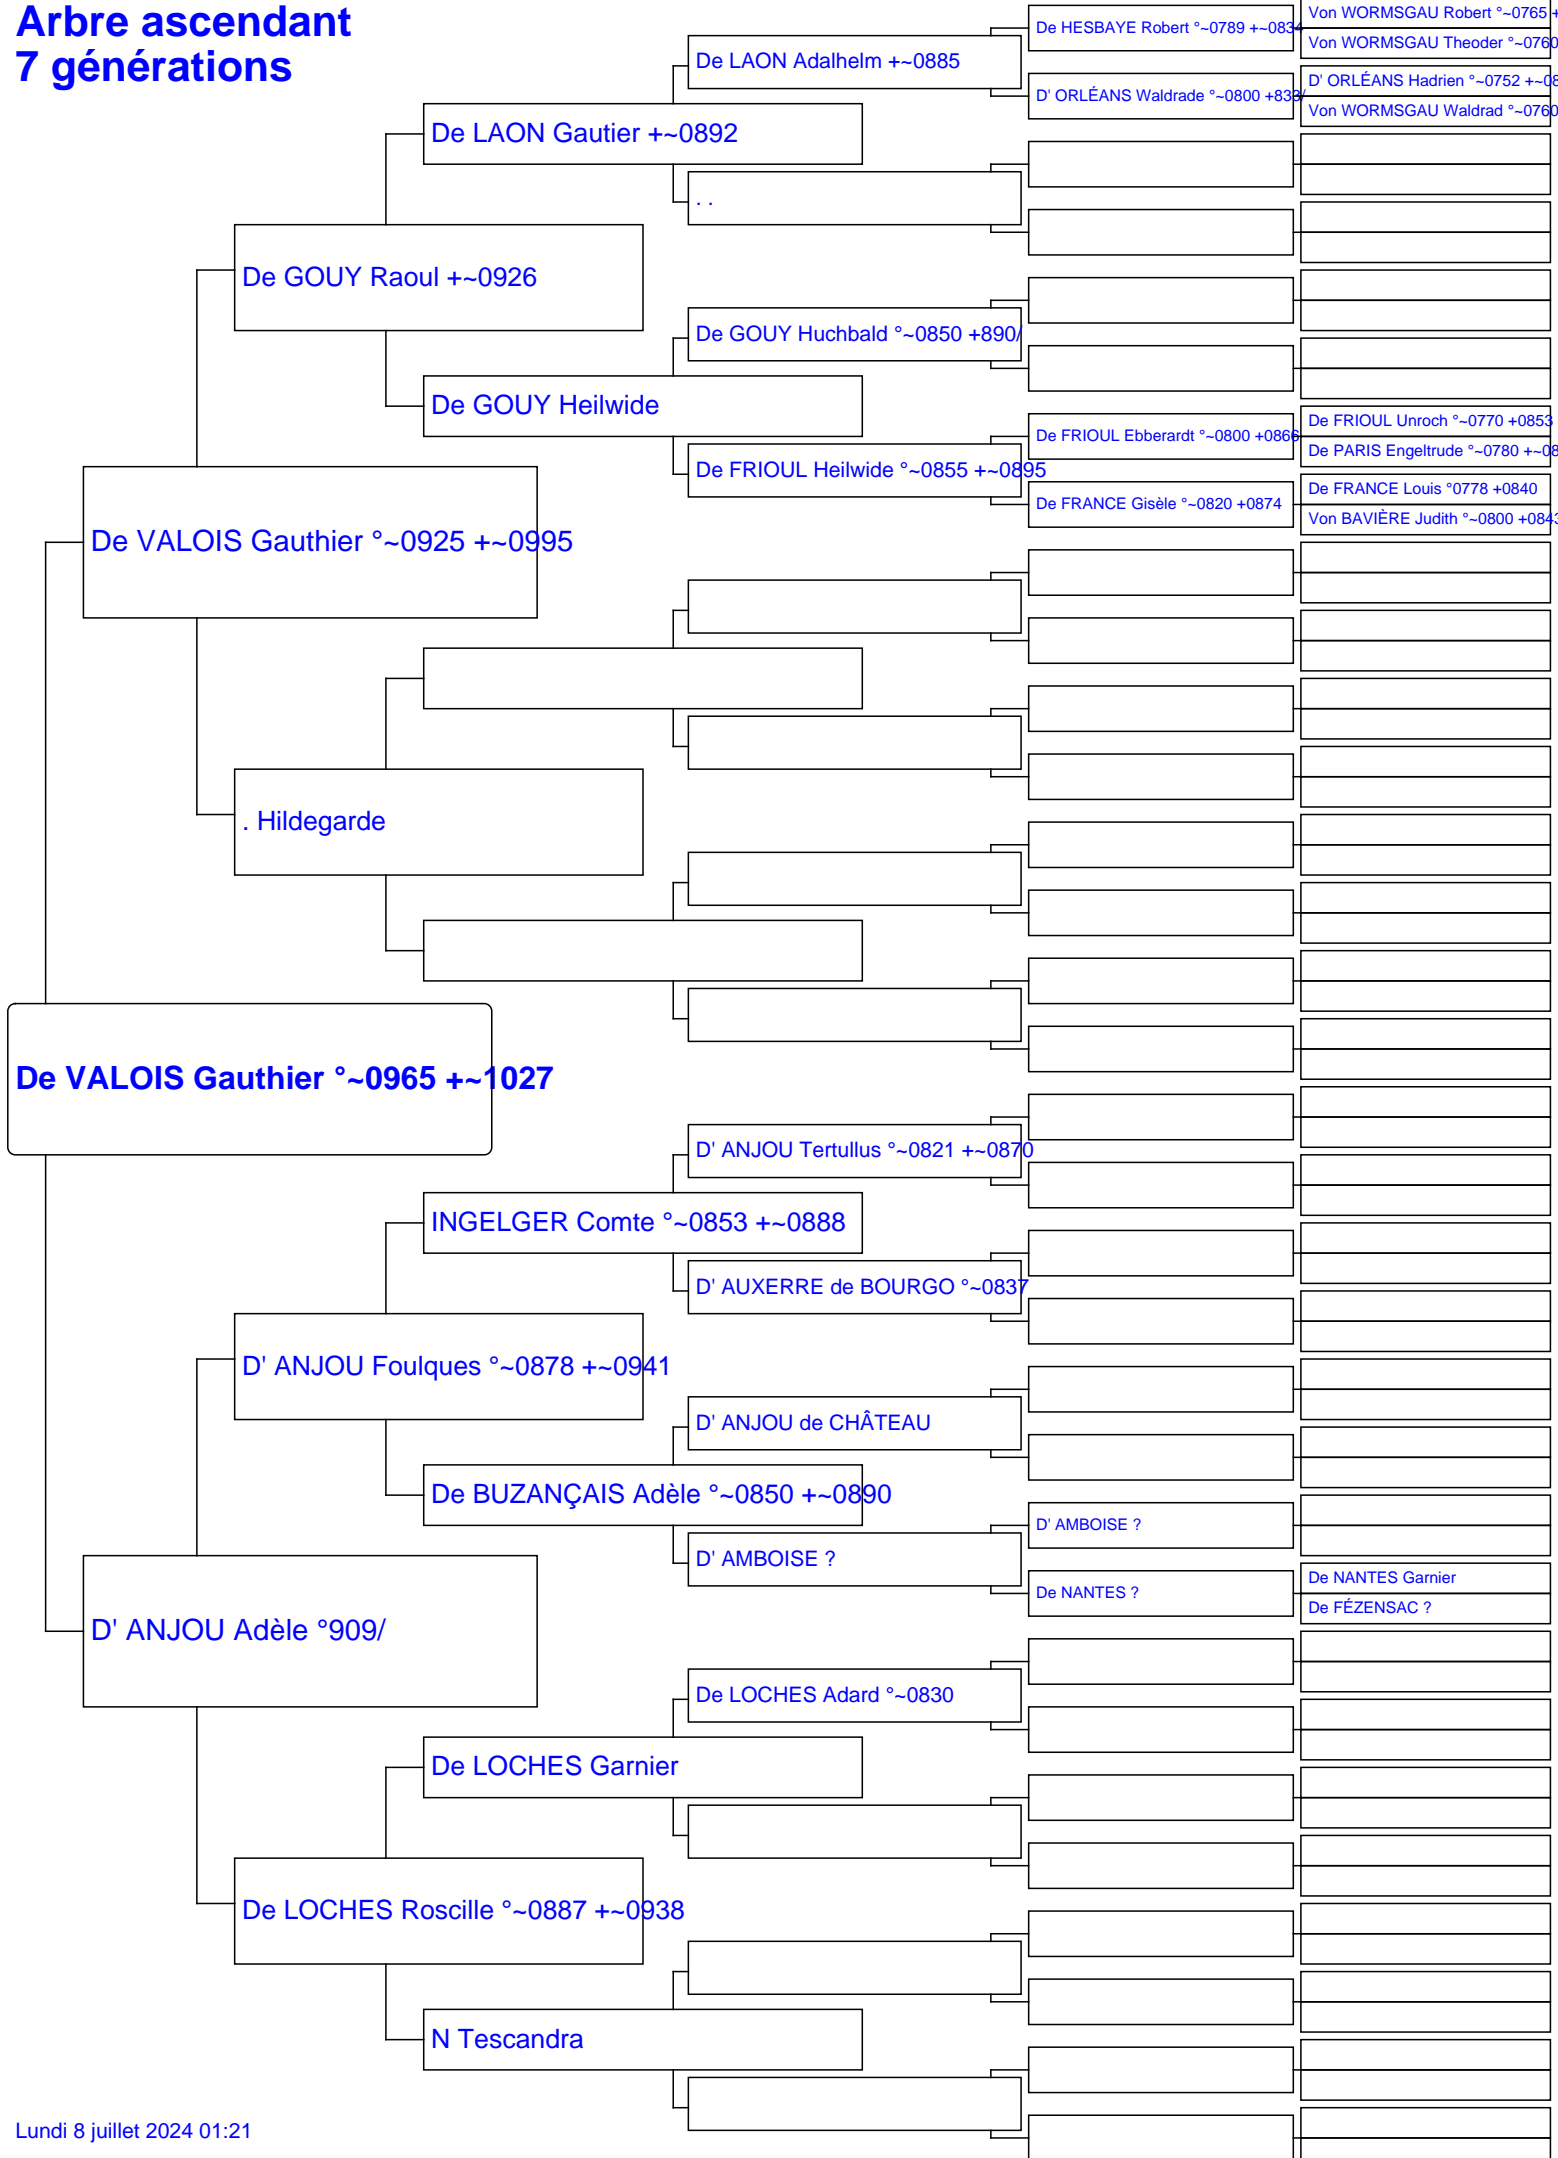 Arbre ascendant
7 générations
De VALOIS Gauthier °~0965 +~1027
De VALOIS Gauthier °~0925 +~0995
D' ANJOU Adèle °909/
De GOUY Raoul +~0926
. Hildegarde
D' ANJOU Foulques °~0878 +~0941
De LOCHES Roscille °~0887 +~0938
De LAON Gautier +~0892
De GOUY Heilwide
INGELGER Comte °~0853 +~0888
De BUZANÇAIS Adèle °~0850 +~0890
De LOCHES Garnier
N Tescandra
De LAON Adalhelm +~0885
. .
De GOUY Huchbald °~0850 +890/
De FRIOUL Heilwide °~0855 +~0895
D' ANJOU Tertullus °~0821 +~0870
D' AUXERRE de BOURGO °~0837
D' ANJOU de CHÂTEAU
D' AMBOISE ?
De LOCHES Adard °~0830
De HESBAYE Robert °~0789 +~0834
D' ORLÉANS Waldrade °~0800 +833/
De FRIOUL Ebberardt °~0800 +0866
De FRANCE Gisèle °~0820 +0874
D' AMBOISE ?
De NANTES ?
Von WORMSGAU Robert °~0765 +
Von WORMSGAU Theoder °~0760
D' ORLÉANS Hadrien °~0752 +~08
Von WORMSGAU Waldrad °~0760
De FRIOUL Unroch °~0770 +0853
De PARIS Engeltrude °~0780 +~08
De FRANCE Louis °0778 +0840
Von BAVIÈRE Judith °~0800 +0843
De NANTES Garnier
De FÉZENSAC ?
Lundi 8 juillet 2024 01:21